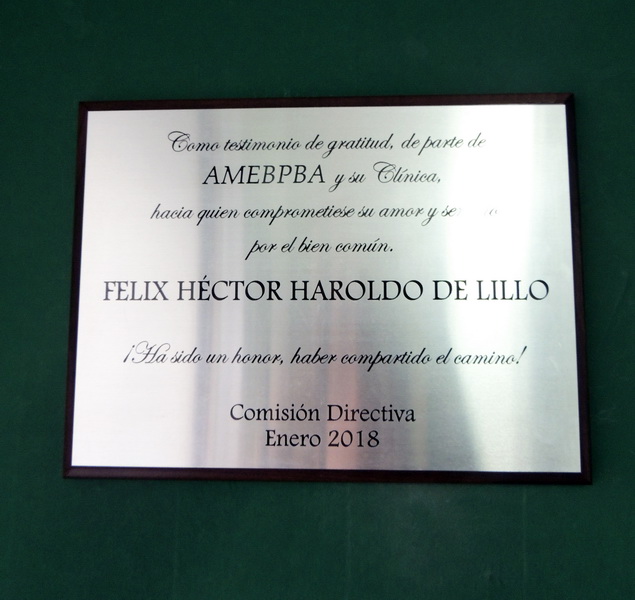 Como testimonio de gratitud, de parte de
AMEBPBA y su Clínica,
hacia quien comprometiese su amor y
por el bien común.
FELIX HÉCTOR HAROLDO DE LILLO
¡Há sido un honor, haber compartido el camino!
Comisión Directiva
Enero 2018